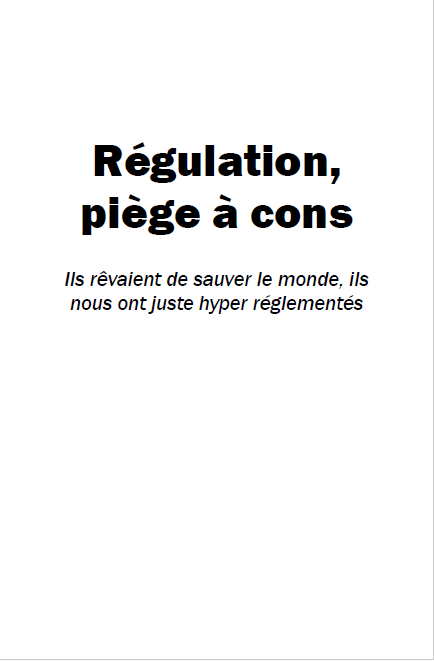 Régulation,
piège à cons
Ils rêvaient de sauver le monde, ils
nous ont juste hyper réglementés